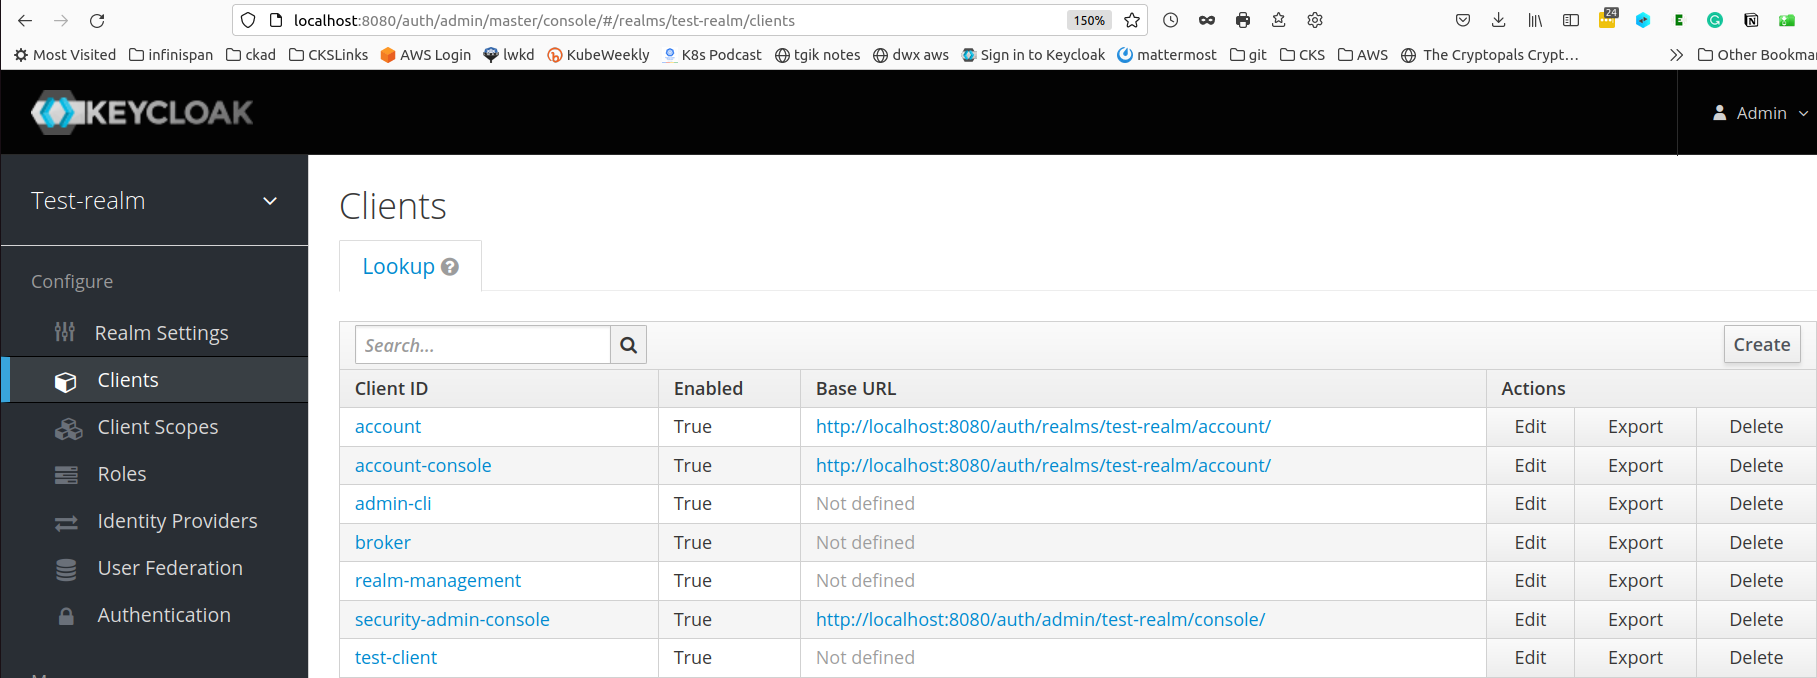 localhost:8080/auth/admin/master/console/#/realms/test-realm/clients 150% 24
Most Visited infinispan ckad CKSLinks AWS Login lwkd KubeWeekly K8s Podcast tgik notes dwx aws Sign in to Keycloak mattermost git CKS AWS The Cryptopals Crypt… Other Bookmar
KEYCLOAK Admin
Test-realm
Clients
Lookup
Configure
Realm Settings
Clients
Client Scopes
Roles
Identity Providers
User Federation
Authentication
Search... Create
Client ID Enabled Base URL Actions
account True http://localhost:8080/auth/realms/test-realm/account/ Edit Export Delete
account-console True http://localhost:8080/auth/realms/test-realm/account/ Edit Export Delete
admin-cli True Not defined Edit Export Delete
broker True Not defined Edit Export Delete
realm-management True Not defined Edit Export Delete
security-admin-console True http://localhost:8080/auth/admin/test-realm/console/ Edit Export Delete
test-client True Not defined Edit Export Delete